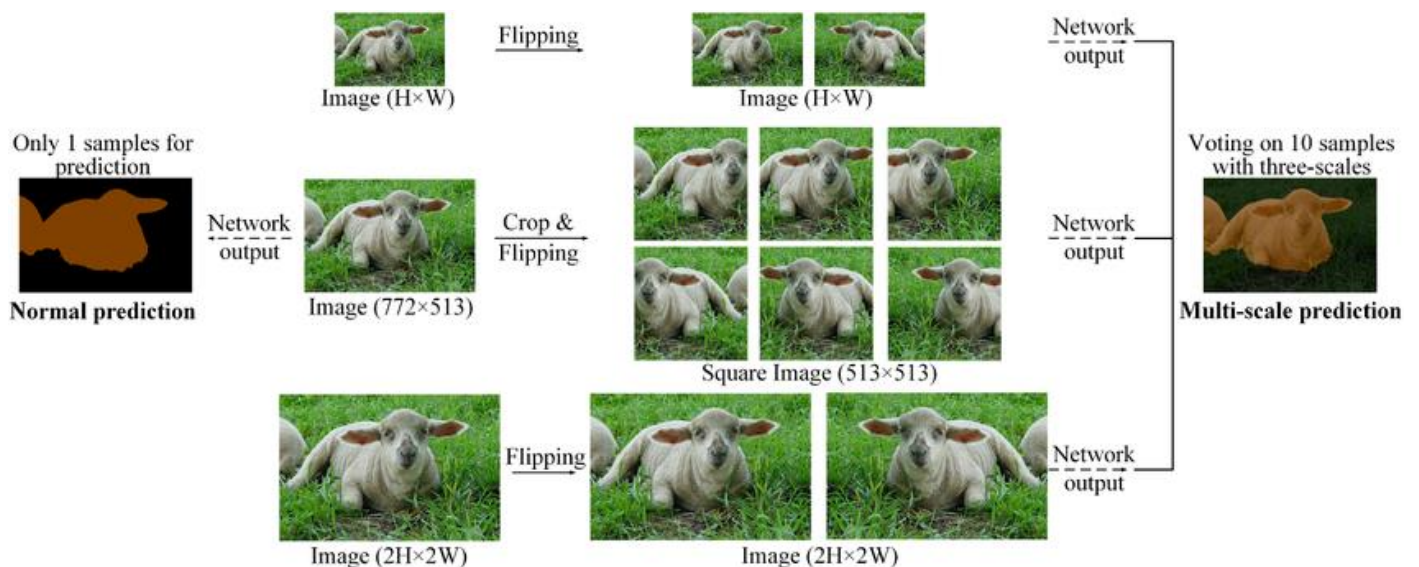 Flipping
Network
output
Image (H×W)
Image (H×W)
Only 1 samples for
prediction
Voting on 10 samples
with three-scales
Network
output
Crop &
Flipping
Network
output
Normal prediction
Image (772×513)
Multi-scale prediction
Square Image (513×513)
Flipping
Network
output
Image (2H×2W)
Image (2H×2W)